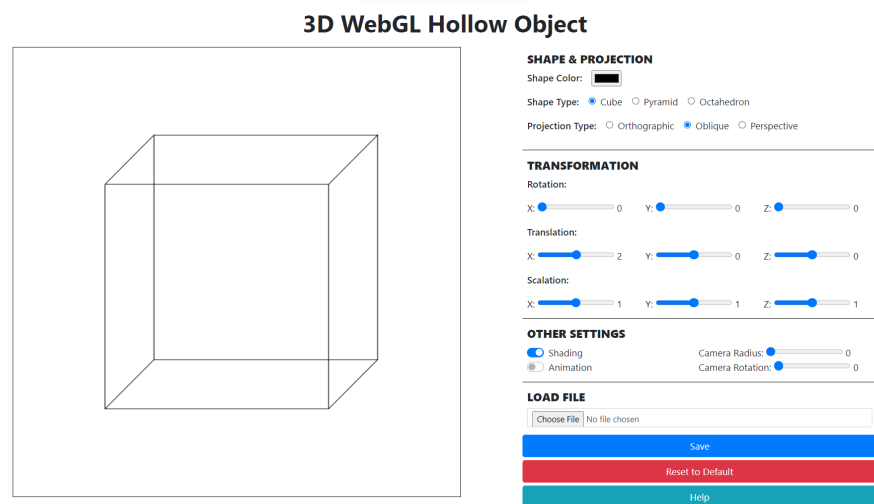 3D WebGL Hollow Object
SHAPE & PROJECTION
Shape Color:
Shape Type: Cube Pyramid Octahedron
Projection Type: Orthographic Oblique Perspective
TRANSFORMATION
Rotation:
X: 0 Y: 0 Z: 0
Translation:
X: 2 Y: 0 Z: 0
Scalation:
X: 1 Y: 1 Z: 1
OTHER SETTINGS
Shading Camera Radius: 0
Animation Camera Rotation: 0
LOAD FILE
Choose File No file chosen
Save
Reset to Default
Help